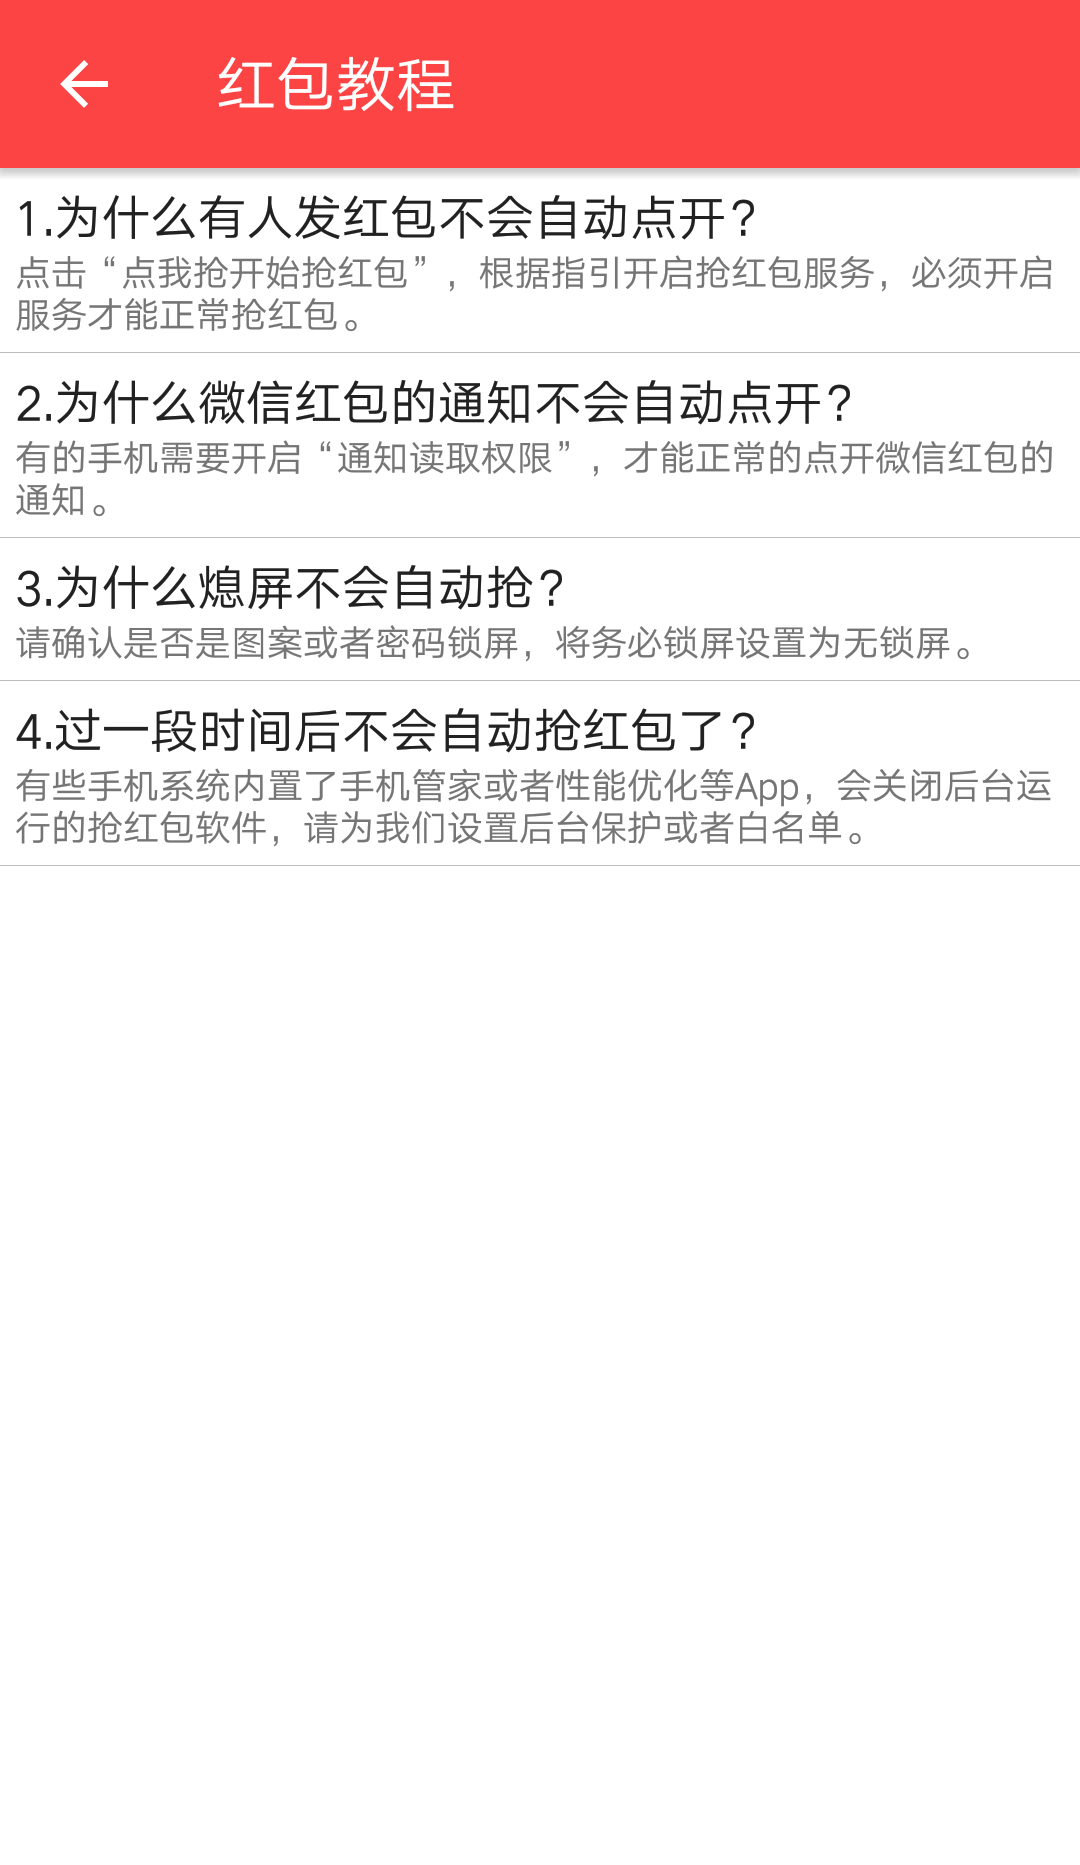 红包教程
1.为什么有人发红包不会自动点开?
点击“点我抢开始抢红包”，根据指引开启抢红包服务，必须开启
服务才能正常抢红包。
2.为什么微信红包的通知不会自动点开?
有的手机需要开启“通知读取权限”，才能正常的点开微信红包的
通知。
3.为什么熄屏不会自动抢?
请确认是否是图案或者密码锁屏，将务必锁屏设置为无锁屏。
4.过一段时间后不会自动抢红包了?
有些手机系统内置了手机管家或者性能优化等App，会关闭后台运
行的抢红包软件，请为我们设置后台保护或者白名单。